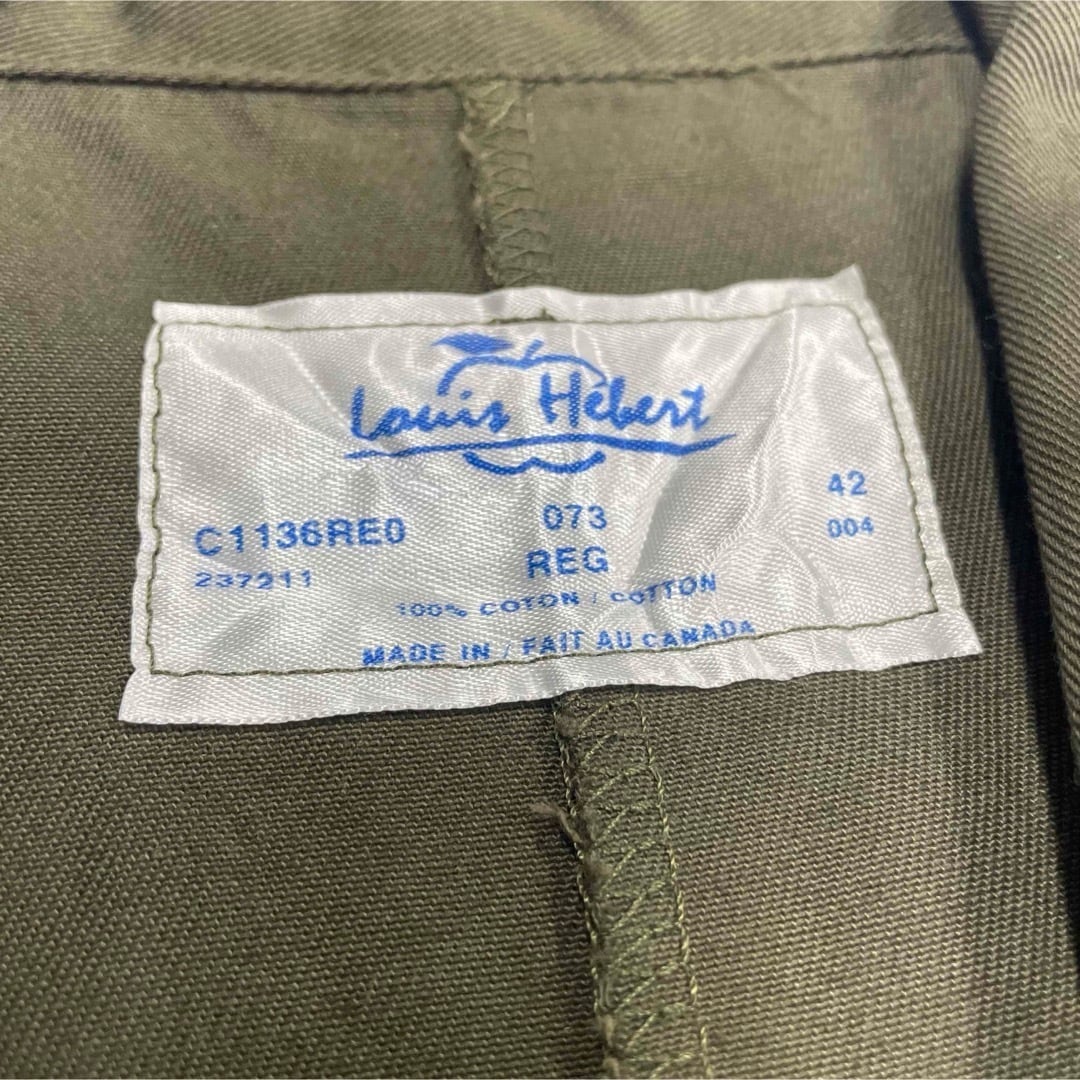 Louis Hébert
C1136RE0 073 42
237211 REG 004
100% COTON / COTTON
MADE IN / FAIT AU CANADA